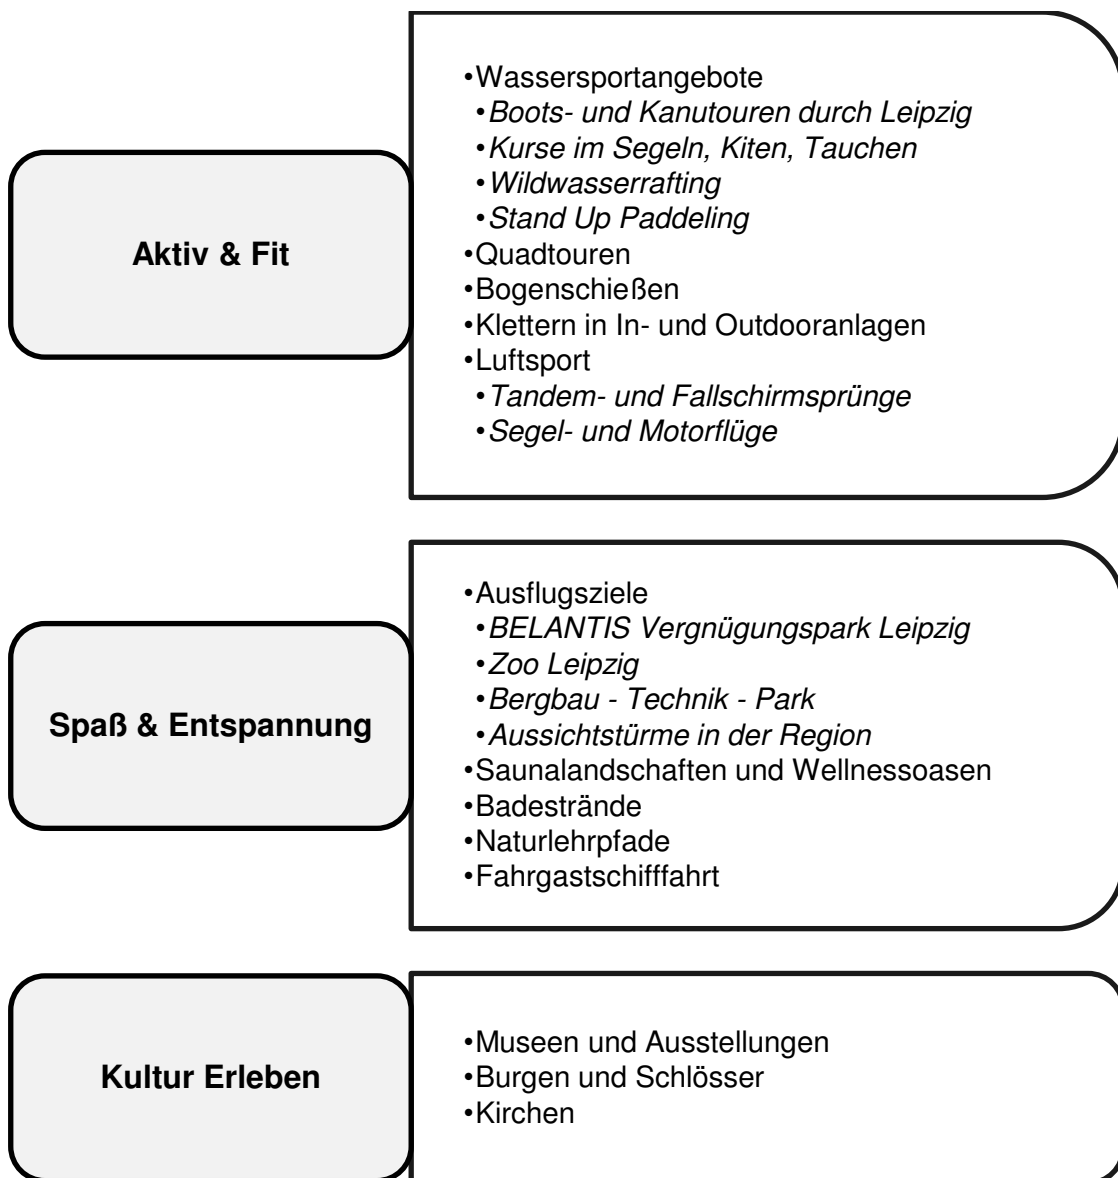 Aktiv & Fit
•Wassersportangebote
•Boots- und Kanutouren durch Leipzig
•Kurse im Segeln, Kiten, Tauchen
•Wildwasserrafting
•Stand Up Paddeling
•Quadtouren
•Bogenschießen
•Klettern in In- und Outdooranlagen
•Luftsport
•Tandem- und Fallschirmsprünge
•Segel- und Motorflüge
Spaß & Entspannung
•Ausflugsziele
•BELANTIS Vergnügungspark Leipzig
•Zoo Leipzig
•Bergbau - Technik - Park
•Aussichtstürme in der Region
•Saunalandschaften und Wellnessoasen
•Badestrände
•Naturlehrpfade
•Fahrgastschifffahrt
Kultur Erleben
•Museen und Ausstellungen
•Burgen und Schlösser
•Kirchen